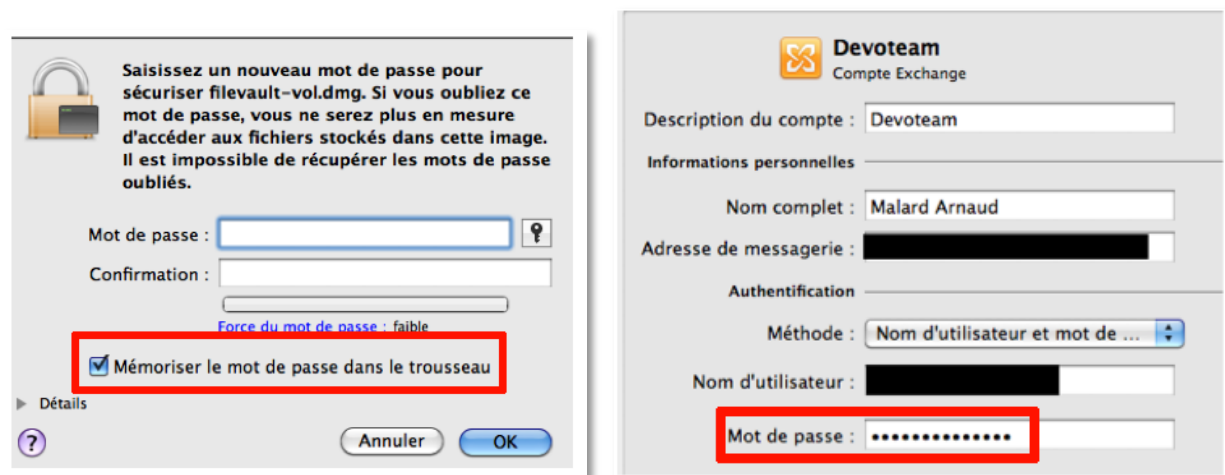 Saisissez un nouveau mot de passe pour
sécuriser filevault-vol.dmg. Si vous oubliez ce
mot de passe, vous ne serez plus en mesure
d'accéder aux fichiers stockés dans cette image.
Il est impossible de récupérer les mots de passe
oubliés.
Mot de passe :
Confirmation :
Force du mot de passe : faible
Mémoriser le mot de passe dans le trousseau
Détails
?
Annuler OK
Devoteam
Compte Exchange
Description du compte : Devoteam
Informations personnelles
Nom complet : Malard Arnaud
Adresse de messagerie :
Authentification
Méthode : Nom d'utilisateur et mot de ...
Nom d'utilisateur :
Mot de passe : ••••••••••••••